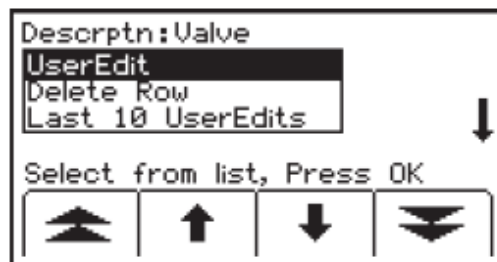 Descrptn:Valve
UserEdit
Delete Row
Last 10 UserEdits
Select from list, Press OK